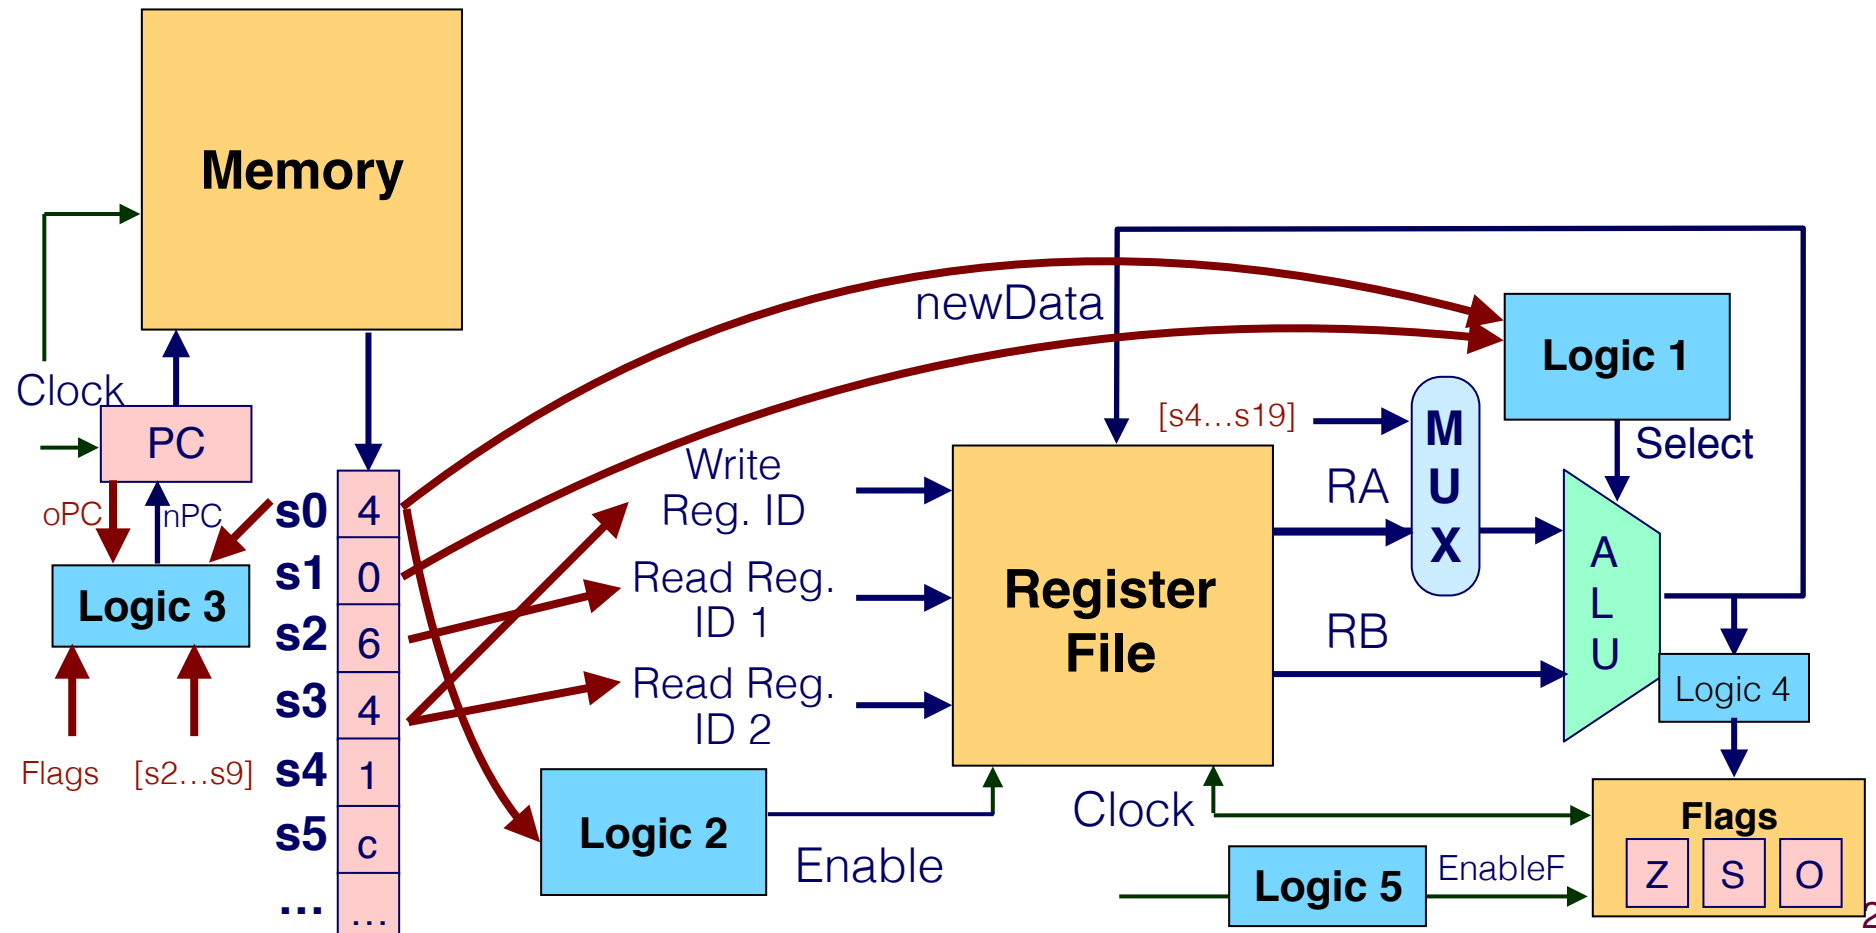 Memory
Clock
PC
oPC
nPC
Logic 3
Flags
[s2...s9]
s0 4
s1 0
s2 6
s3 4
s4 1
s5 c
... ...
Write
Reg. ID
Read Reg.
ID 1
Read Reg.
ID 2
Logic 2
Enable
newData
Register
File
Clock
[s4...s19]
RA
RB
M
U
X
Logic 1
Select
A
L
U
Logic 4
Logic 5
EnableF
Flags
Z S O